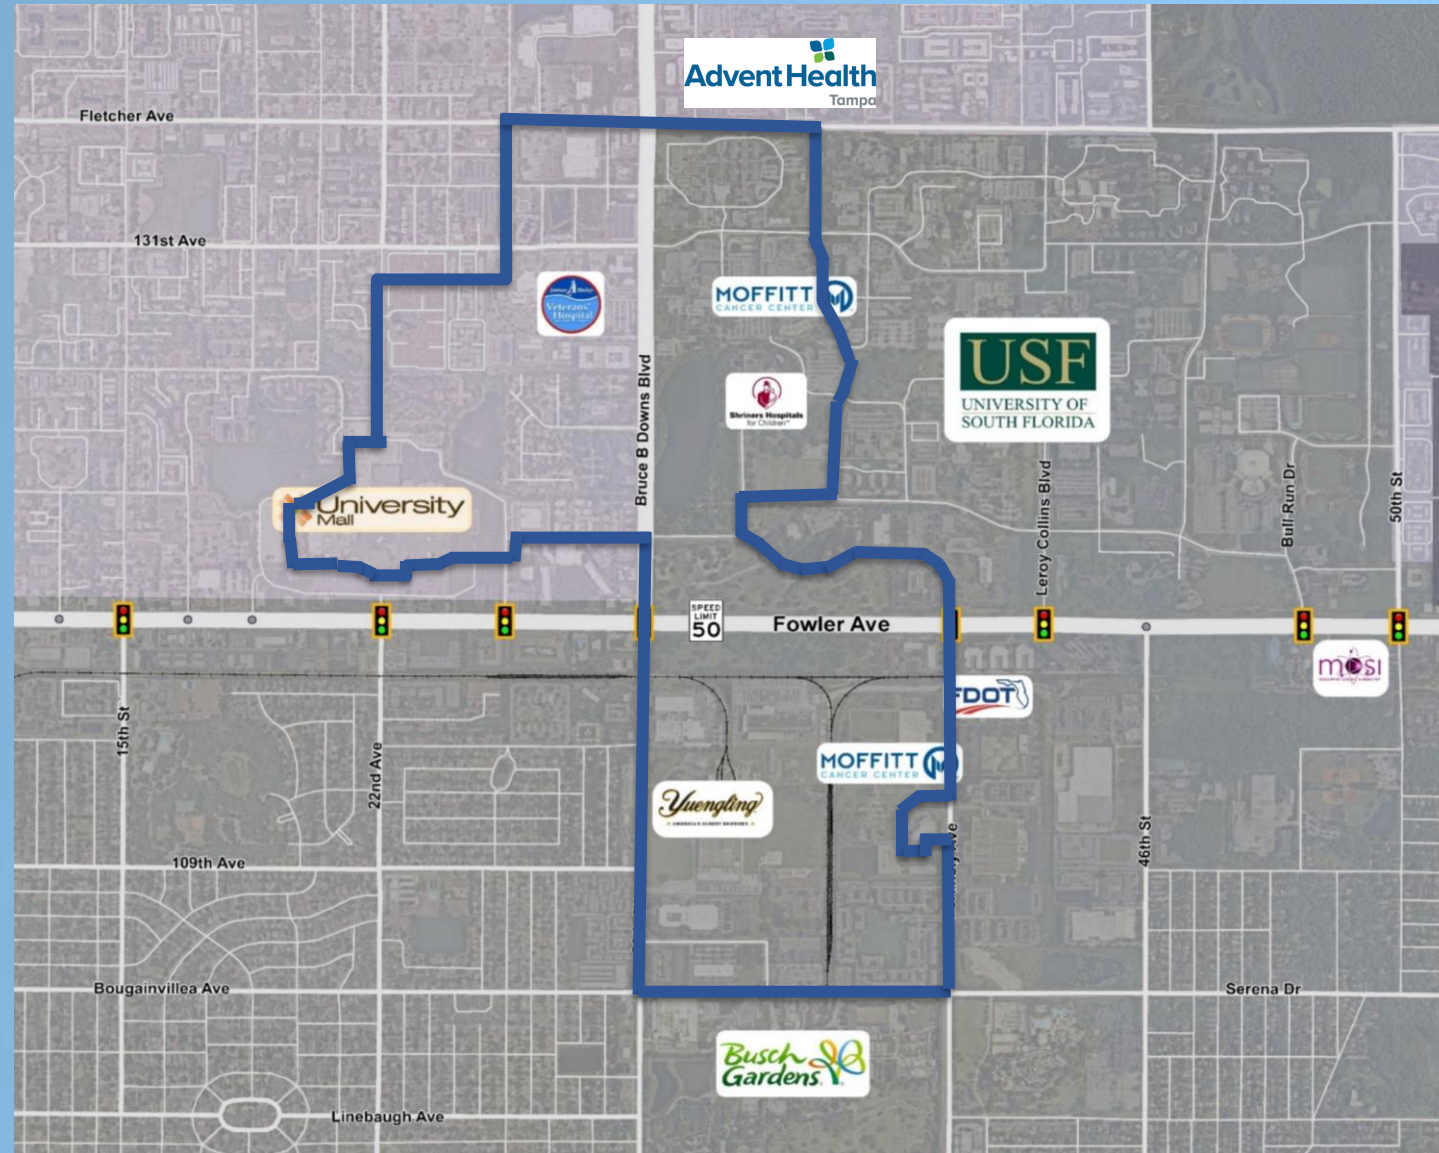 AdventHealth
Tampa
Fletcher Ave
131st Ave
Veterans'
Hospital
MOFFITT
CANCER CENTER
USF
UNIVERSITY OF
SOUTH FLORIDA
Shriners Hospitals
for Children
Bruce B Downs Blvd
University
Mall
Leroy Collins Blvd
Bull Run Dr
50th St
SPEED
LIMIT
50
Fowler Ave
mosi
FDOT
15th St
22nd Ave
MOFFITT
CANCER CENTER
Yuengling
46th St
109th Ave
Ave
Bougainvillea Ave
Serena Dr
Busch
Gardens
Linebaugh Ave